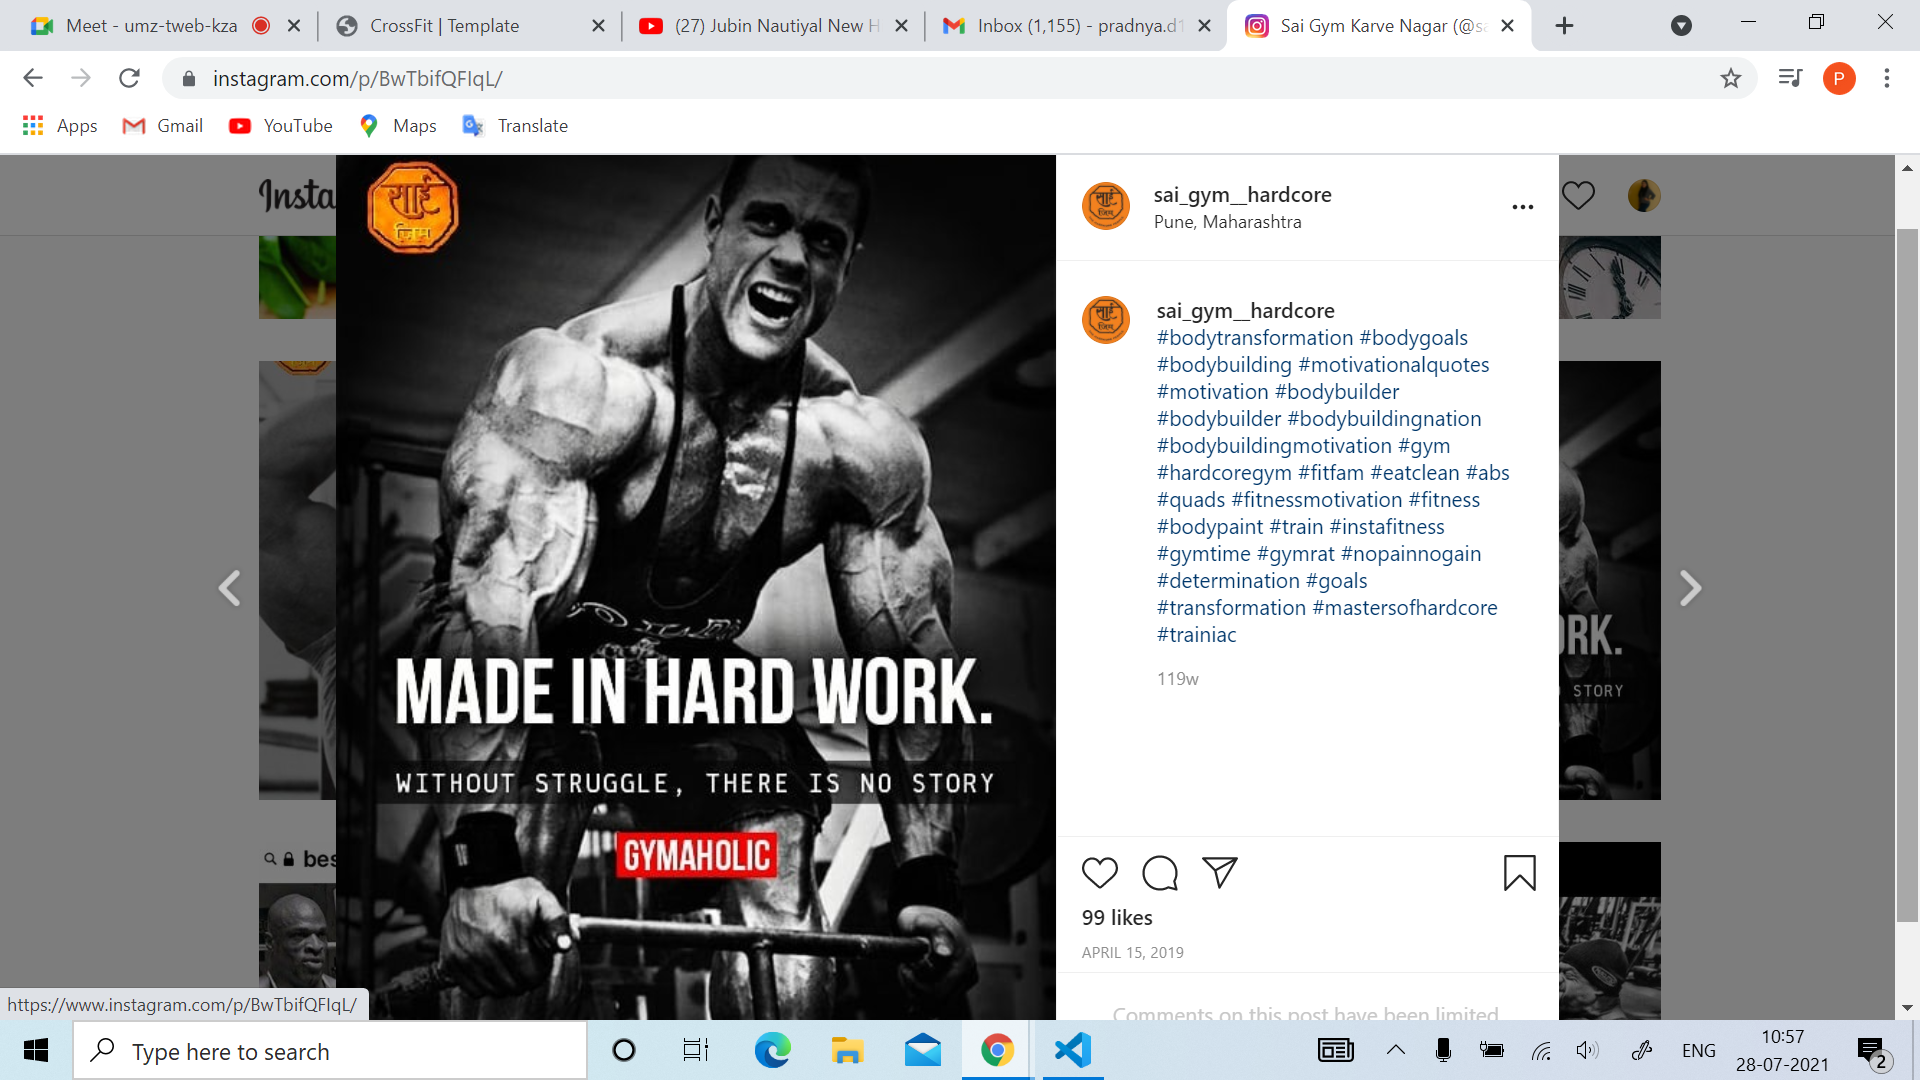 Meet - umz-tweb-kza
CrossFit | Template
(27) Jubin Nautiyal New H
Inbox (1,155) - pradnya.d1
Sai Gym Karve Nagar (@sa
instagram.com/p/BwTbifQFIqL/
P
Apps
Gmail
YouTube
Maps
Translate
Insta
साई
जिम
sai_gym__hardcore
Pune, Maharashtra
sai_gym__hardcore
#bodytransformation #bodygoals
#bodybuilding #motivationalquotes
#motivation #bodybuilder
#bodybuilder #bodybuildingnation
#bodybuildingmotivation #gym
#hardcoregym #fitfam #eatclean #abs
#quads #fitnessmotivation #fitness
#bodypaint #train #instafitness
#gymtime #gymrat #nopainnogain
#determination #goals
#transformation #mastersofhardcore
#trainiac
119w
MADE IN HARD WORK.
WITHOUT STRUGGLE, THERE IS NO STORY
GYMAHOLIC
RK.
STORY
bes
99 likes
APRIL 15, 2019
Comments on this post have been limited
https://www.instagram.com/p/BwTbifQFIqL/
Type here to search
ENG
10:57
28-07-2021
2